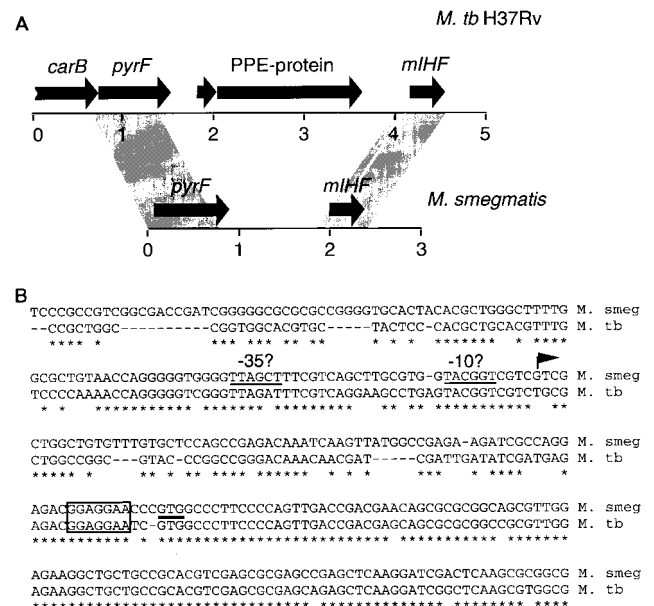 A
M. tb H37Rv
carB pyrF PPE-protein mIHF
0 1 2 3 4 5
pyrF mIHF
M. smegmatis
0 1 2 3
B
TCCCGCCGTCGGCGACCGATCGGGGGCGCGCGCCGGGGTGCACTACACGCTGGGCTTTTG M. smeg
--CCGCTGGC-----------CGGTGGCACGTGC-----TACTCC-CACGCTGCACGTTTG M. tb
-35? -10?
GCGCTGTAACCAGGGGGTGGGGTTAGCTTTCGTCAGCTTGCGTG-GTACGGTCGTCGTCG M. smeg
TCCCCAAAACCAGGGGGTCGGGTTAGATTTCGTCAGGAAGCCTGAGTACGGTCGTCTGCG M. tb
CTGGCTGTGTTTGTGCTCCAGCCGAGACAAATCAAGTTATGGCCGAGA-AGATCGCCAGG M. smeg
CTGGCCGGC---GTAC-CCGGCCGGGACAAACAACGAT-----CGATTGATATCGATGAG M. tb
AGACGGAGGAACCCGTGGCCCTTCCCCAGTTGACCGACGAACAGCGCGCGGCAGCGTTGG M. smeg
AGACGGAGGAATC-GTGGCCCTTCCCCAGTTGACCGACGAGCAGCGCGCGGCCGCGTTGG M. tb
AGAAGGCTGCTGCCGCACGTCGAGCGCGAGCCGAGCTCAAGGATCGACTCAAGCGCGGCG M. smeg
AGAAGGCTGCTGCCGCACGTCGAGCGCGAGCAGAGCTCAAGGATCGGCTCAAGCGTGGCG M. tb